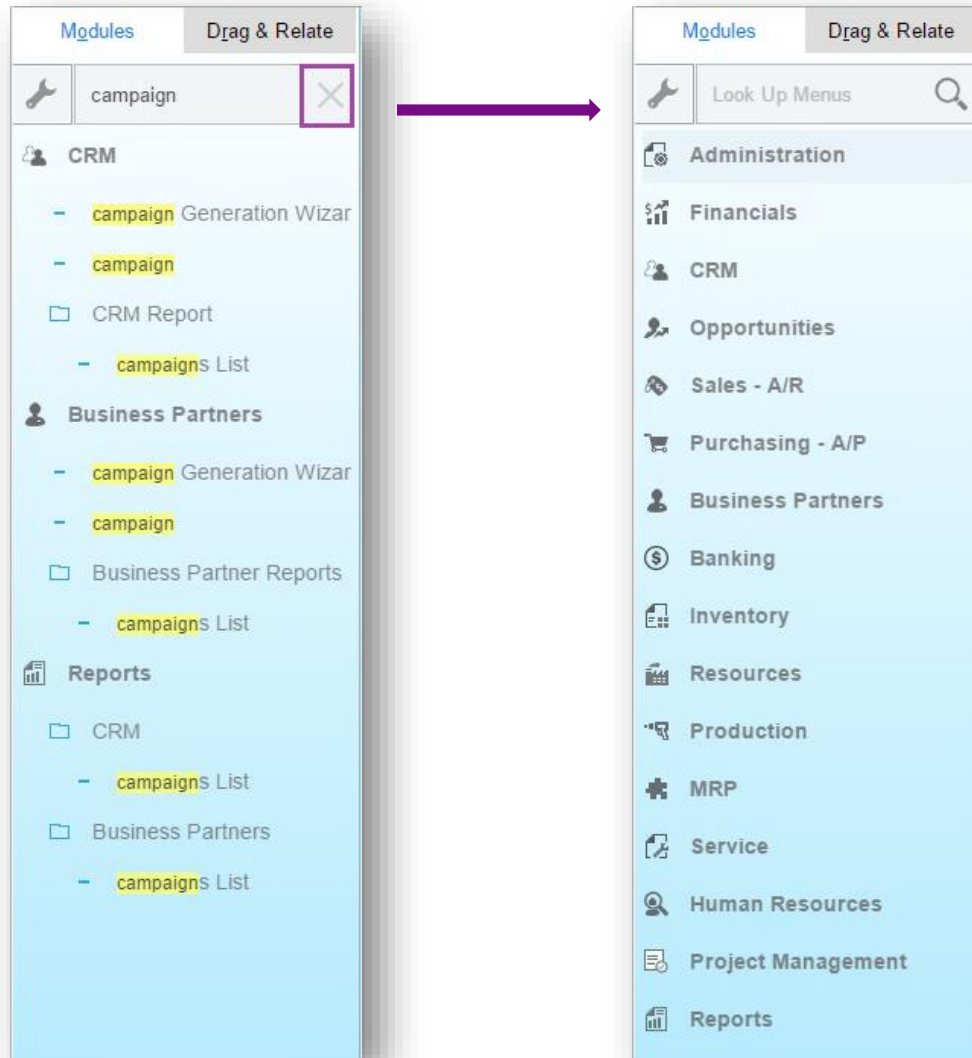 Modules Drag & Relate
campaign
CRM
campaign Generation Wizar
campaign
CRM Report
campaigns List
Business Partners
campaign Generation Wizar
campaign
Business Partner Reports
campaigns List
Reports
CRM
campaigns List
Business Partners
campaigns List
Modules Drag & Relate
Look Up Menus
Administration
Financials
CRM
Opportunities
Sales - A/R
Purchasing - A/P
Business Partners
Banking
Inventory
Resources
Production
MRP
Service
Human Resources
Project Management
Reports